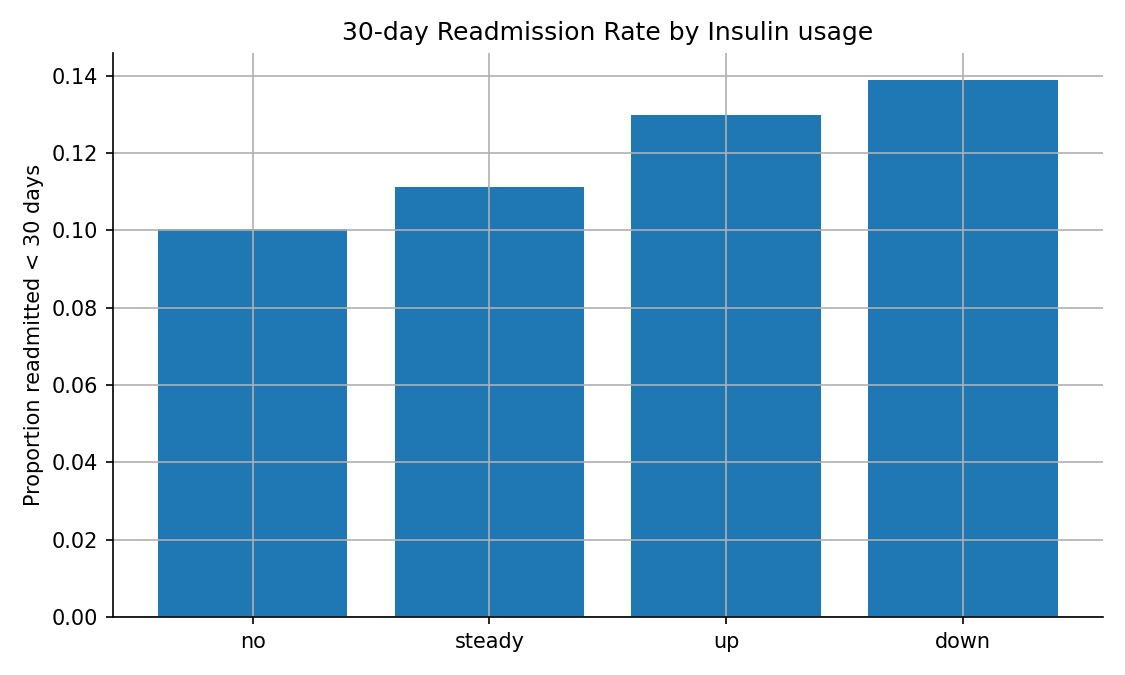 30-day Readmission Rate by Insulin usage
Proportion readmitted < 30 days
0.14
0.12
0.10
0.08
0.06
0.04
0.02
0.00
no steady up down